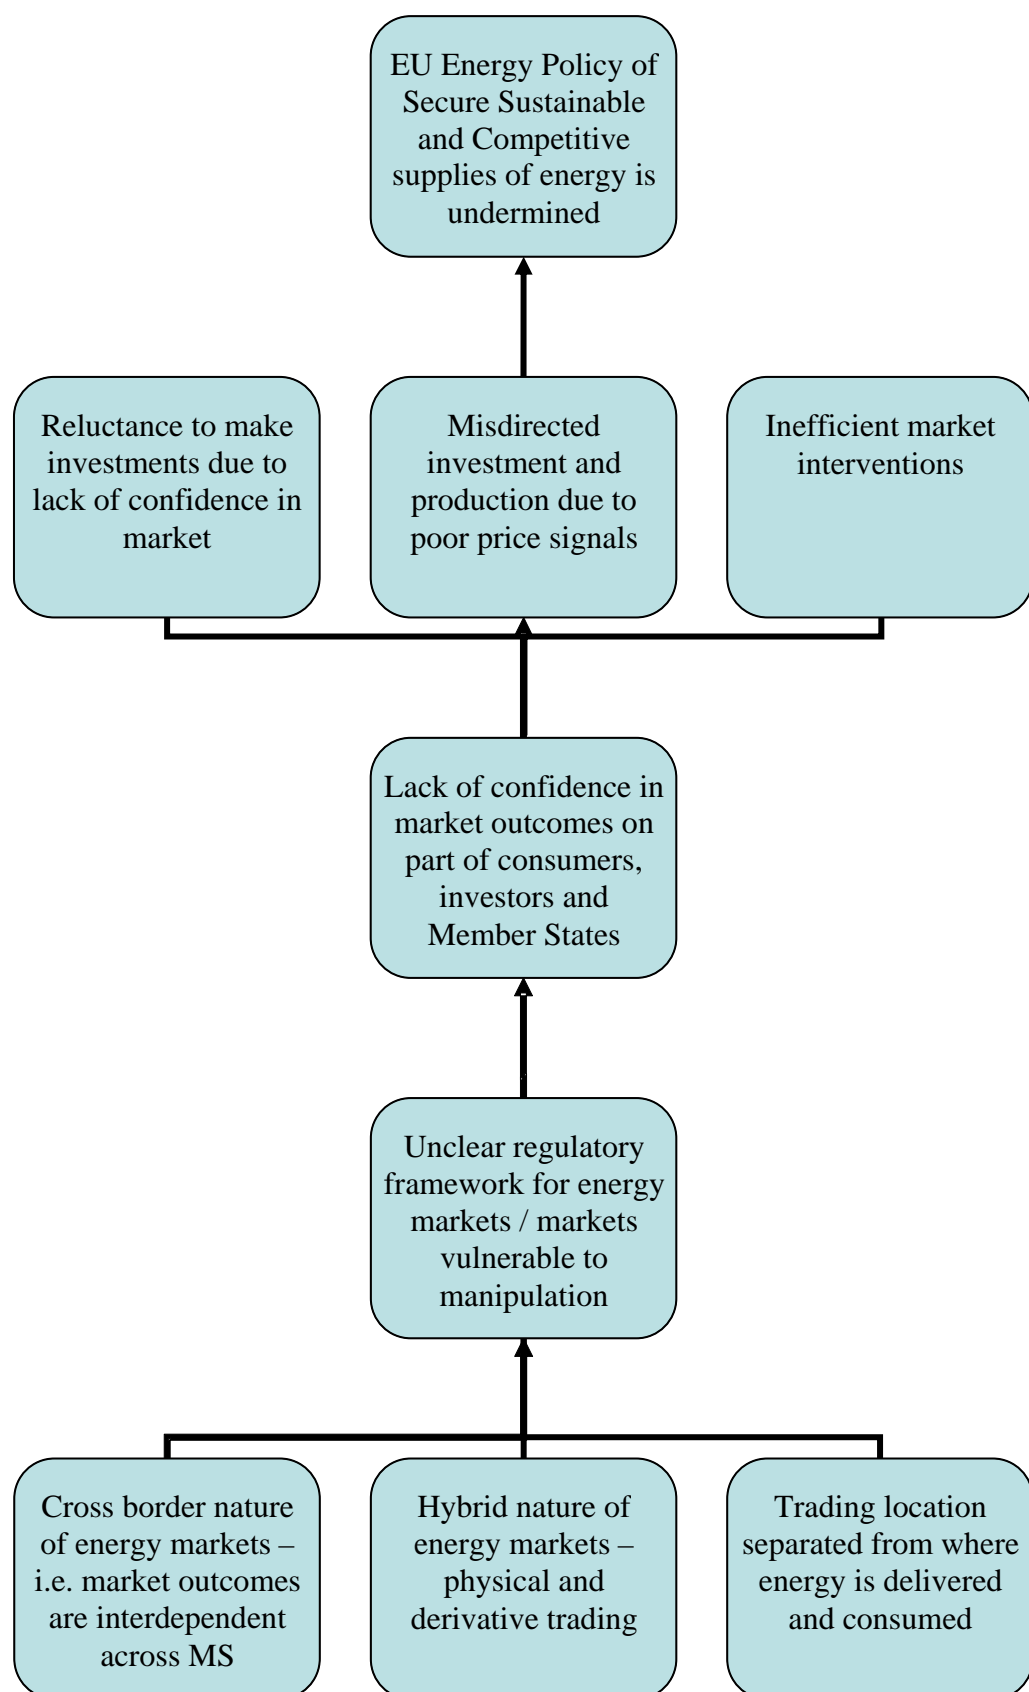 EU Energy Policy of
Secure Sustainable
and Competitive
supplies of energy is
undermined
Reluctance to make
investments due to
lack of confidence in
market
Misdirected
investment and
production due to
poor price signals
Inefficient market
interventions
Lack of confidence in
market outcomes on
part of consumers,
investors and
Member States
Unclear regulatory
framework for energy
markets / markets
vulnerable to
manipulation
Cross border nature
of energy markets –
i.e. market outcomes
are interdependent
across MS
Hybrid nature of
energy markets –
physical and
derivative trading
Trading location
separated from where
energy is delivered
and consumed